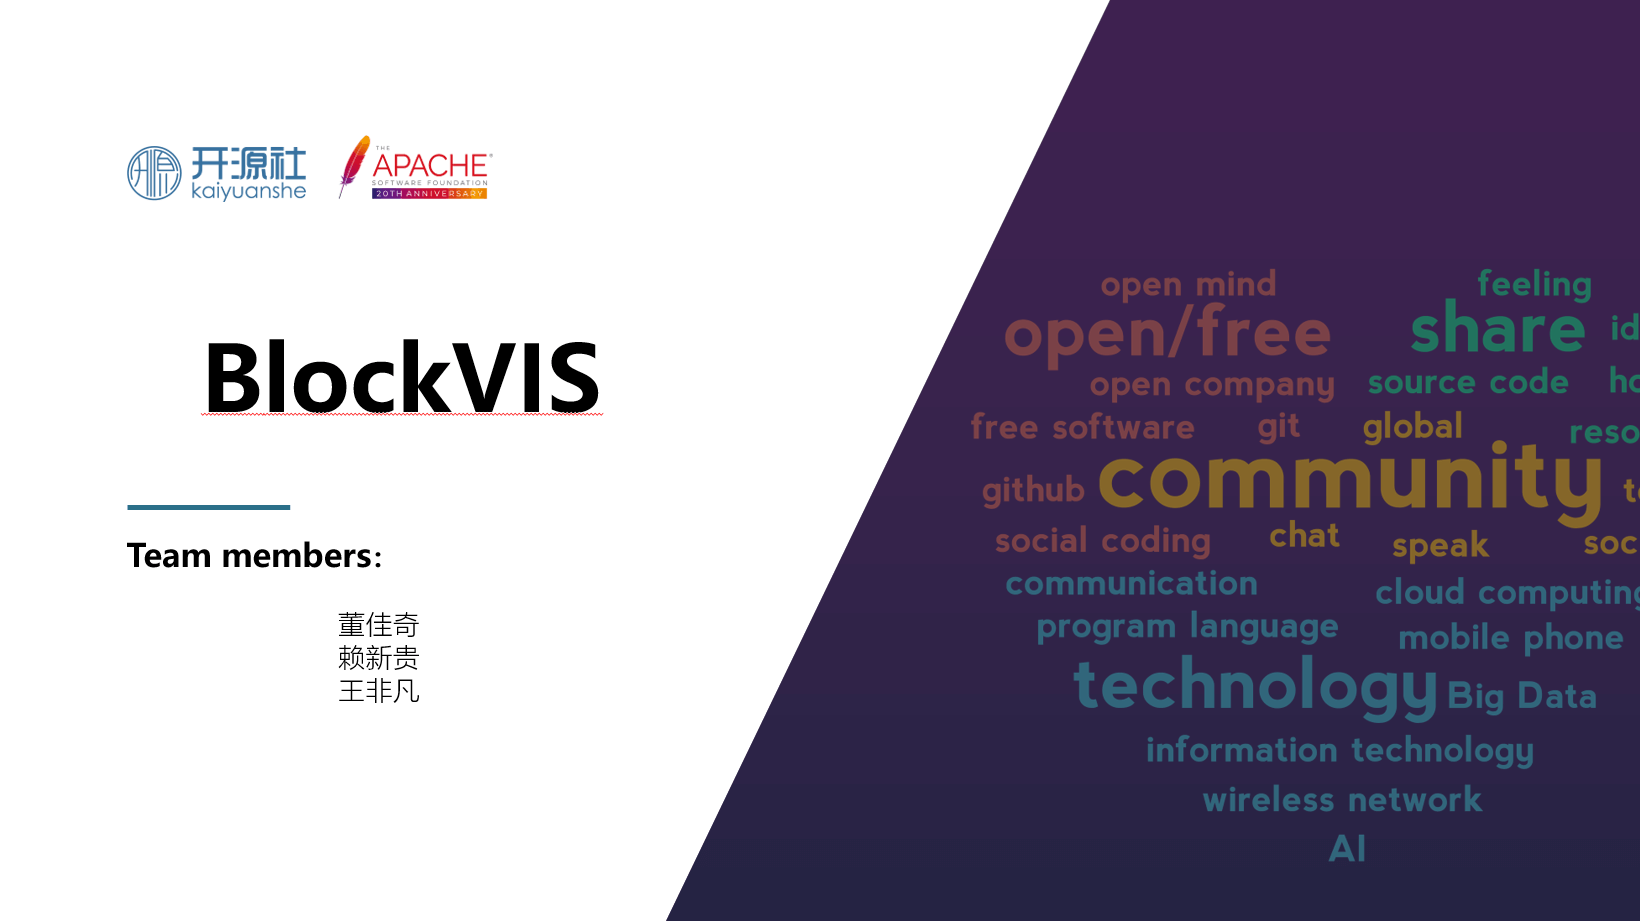 开源社
kaiyuanshe
THE
APACHE®
SOFTWARE FOUNDATION
20TH ANNIVERSARY
BlockVIS
Team members:
董佳奇
赖新贵
王非凡
open mind
feeling
open/free
share
id
open company
source code
ho
free software
git
global
reso
github
community
te
social coding
chat
speak
soc
communication
cloud computing
program language
mobile phone
technology
Big Data
information technology
wireless network
AI